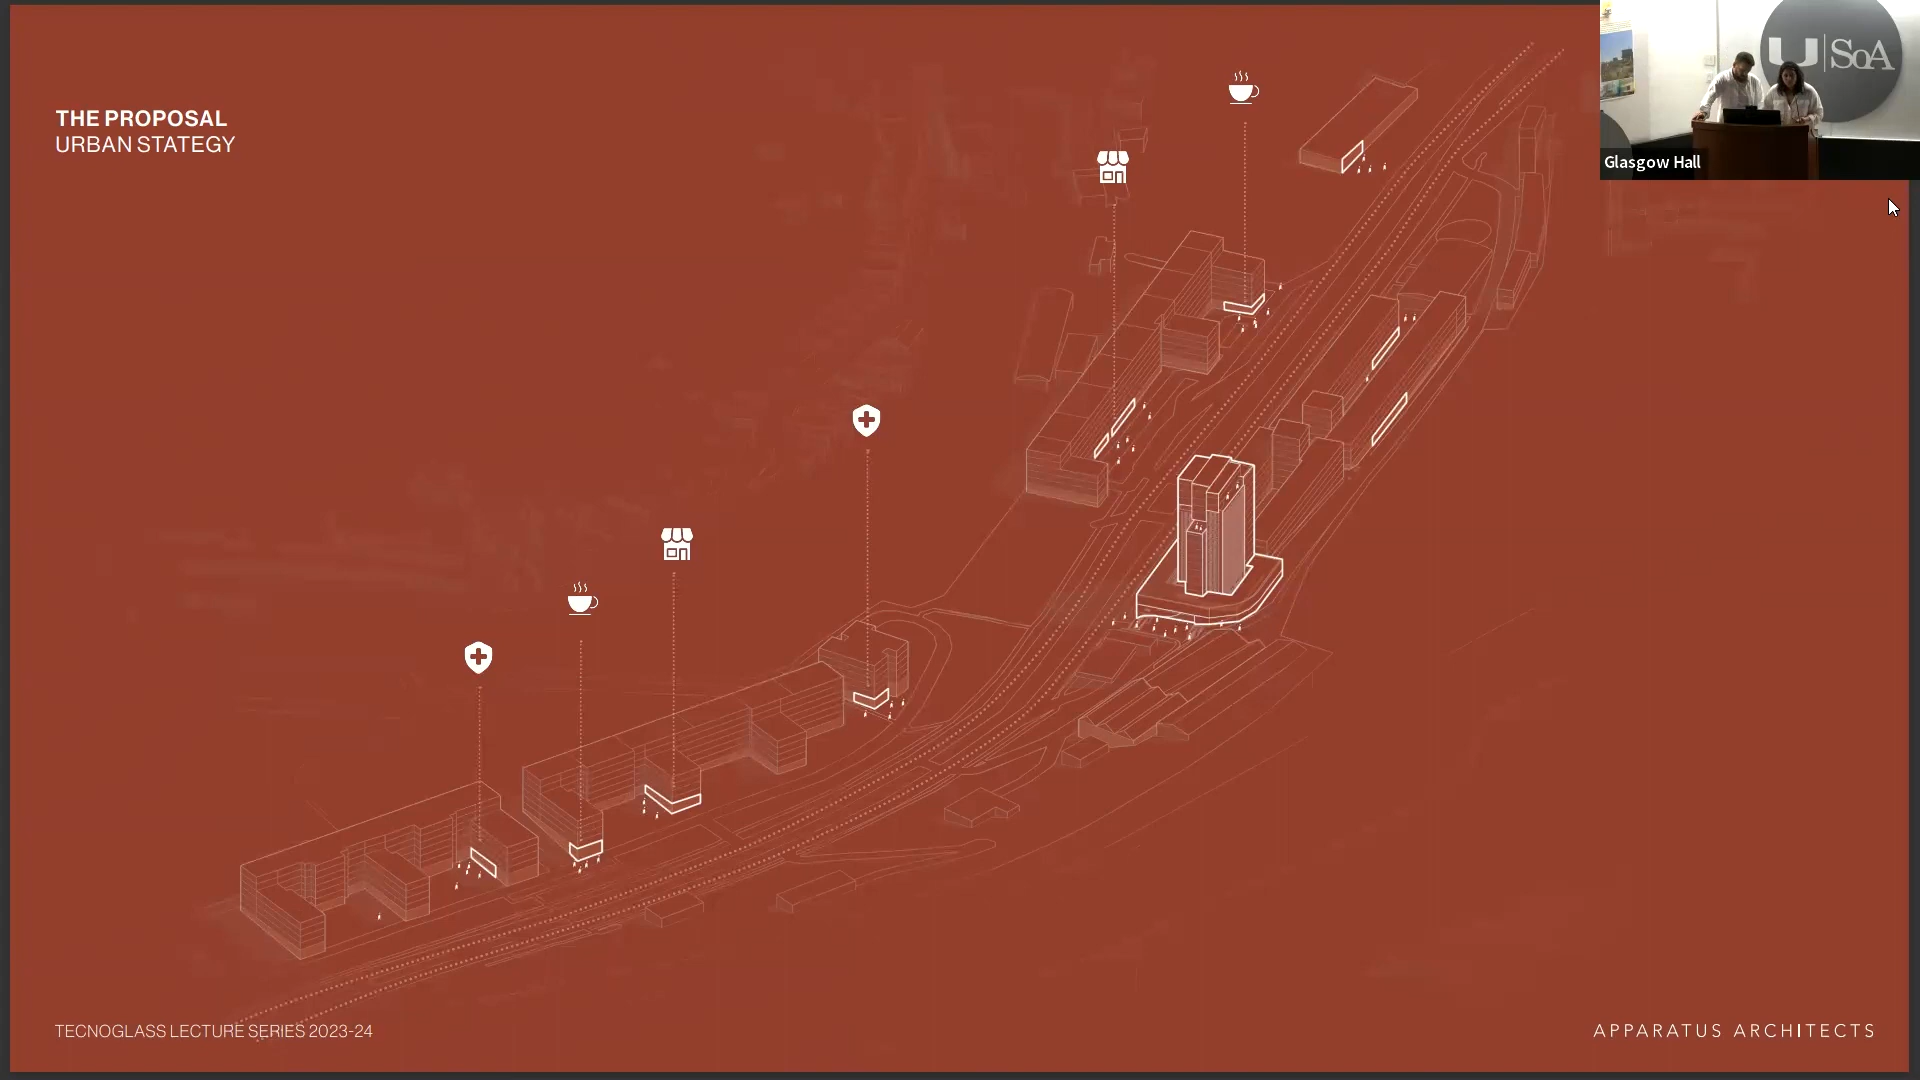 THE PROPOSAL
URBAN STATEGY
U SoA
Glasgow Hall
TECNOGLASS LECTURE SERIES 2023-24
APPARATUS ARCHITECTS